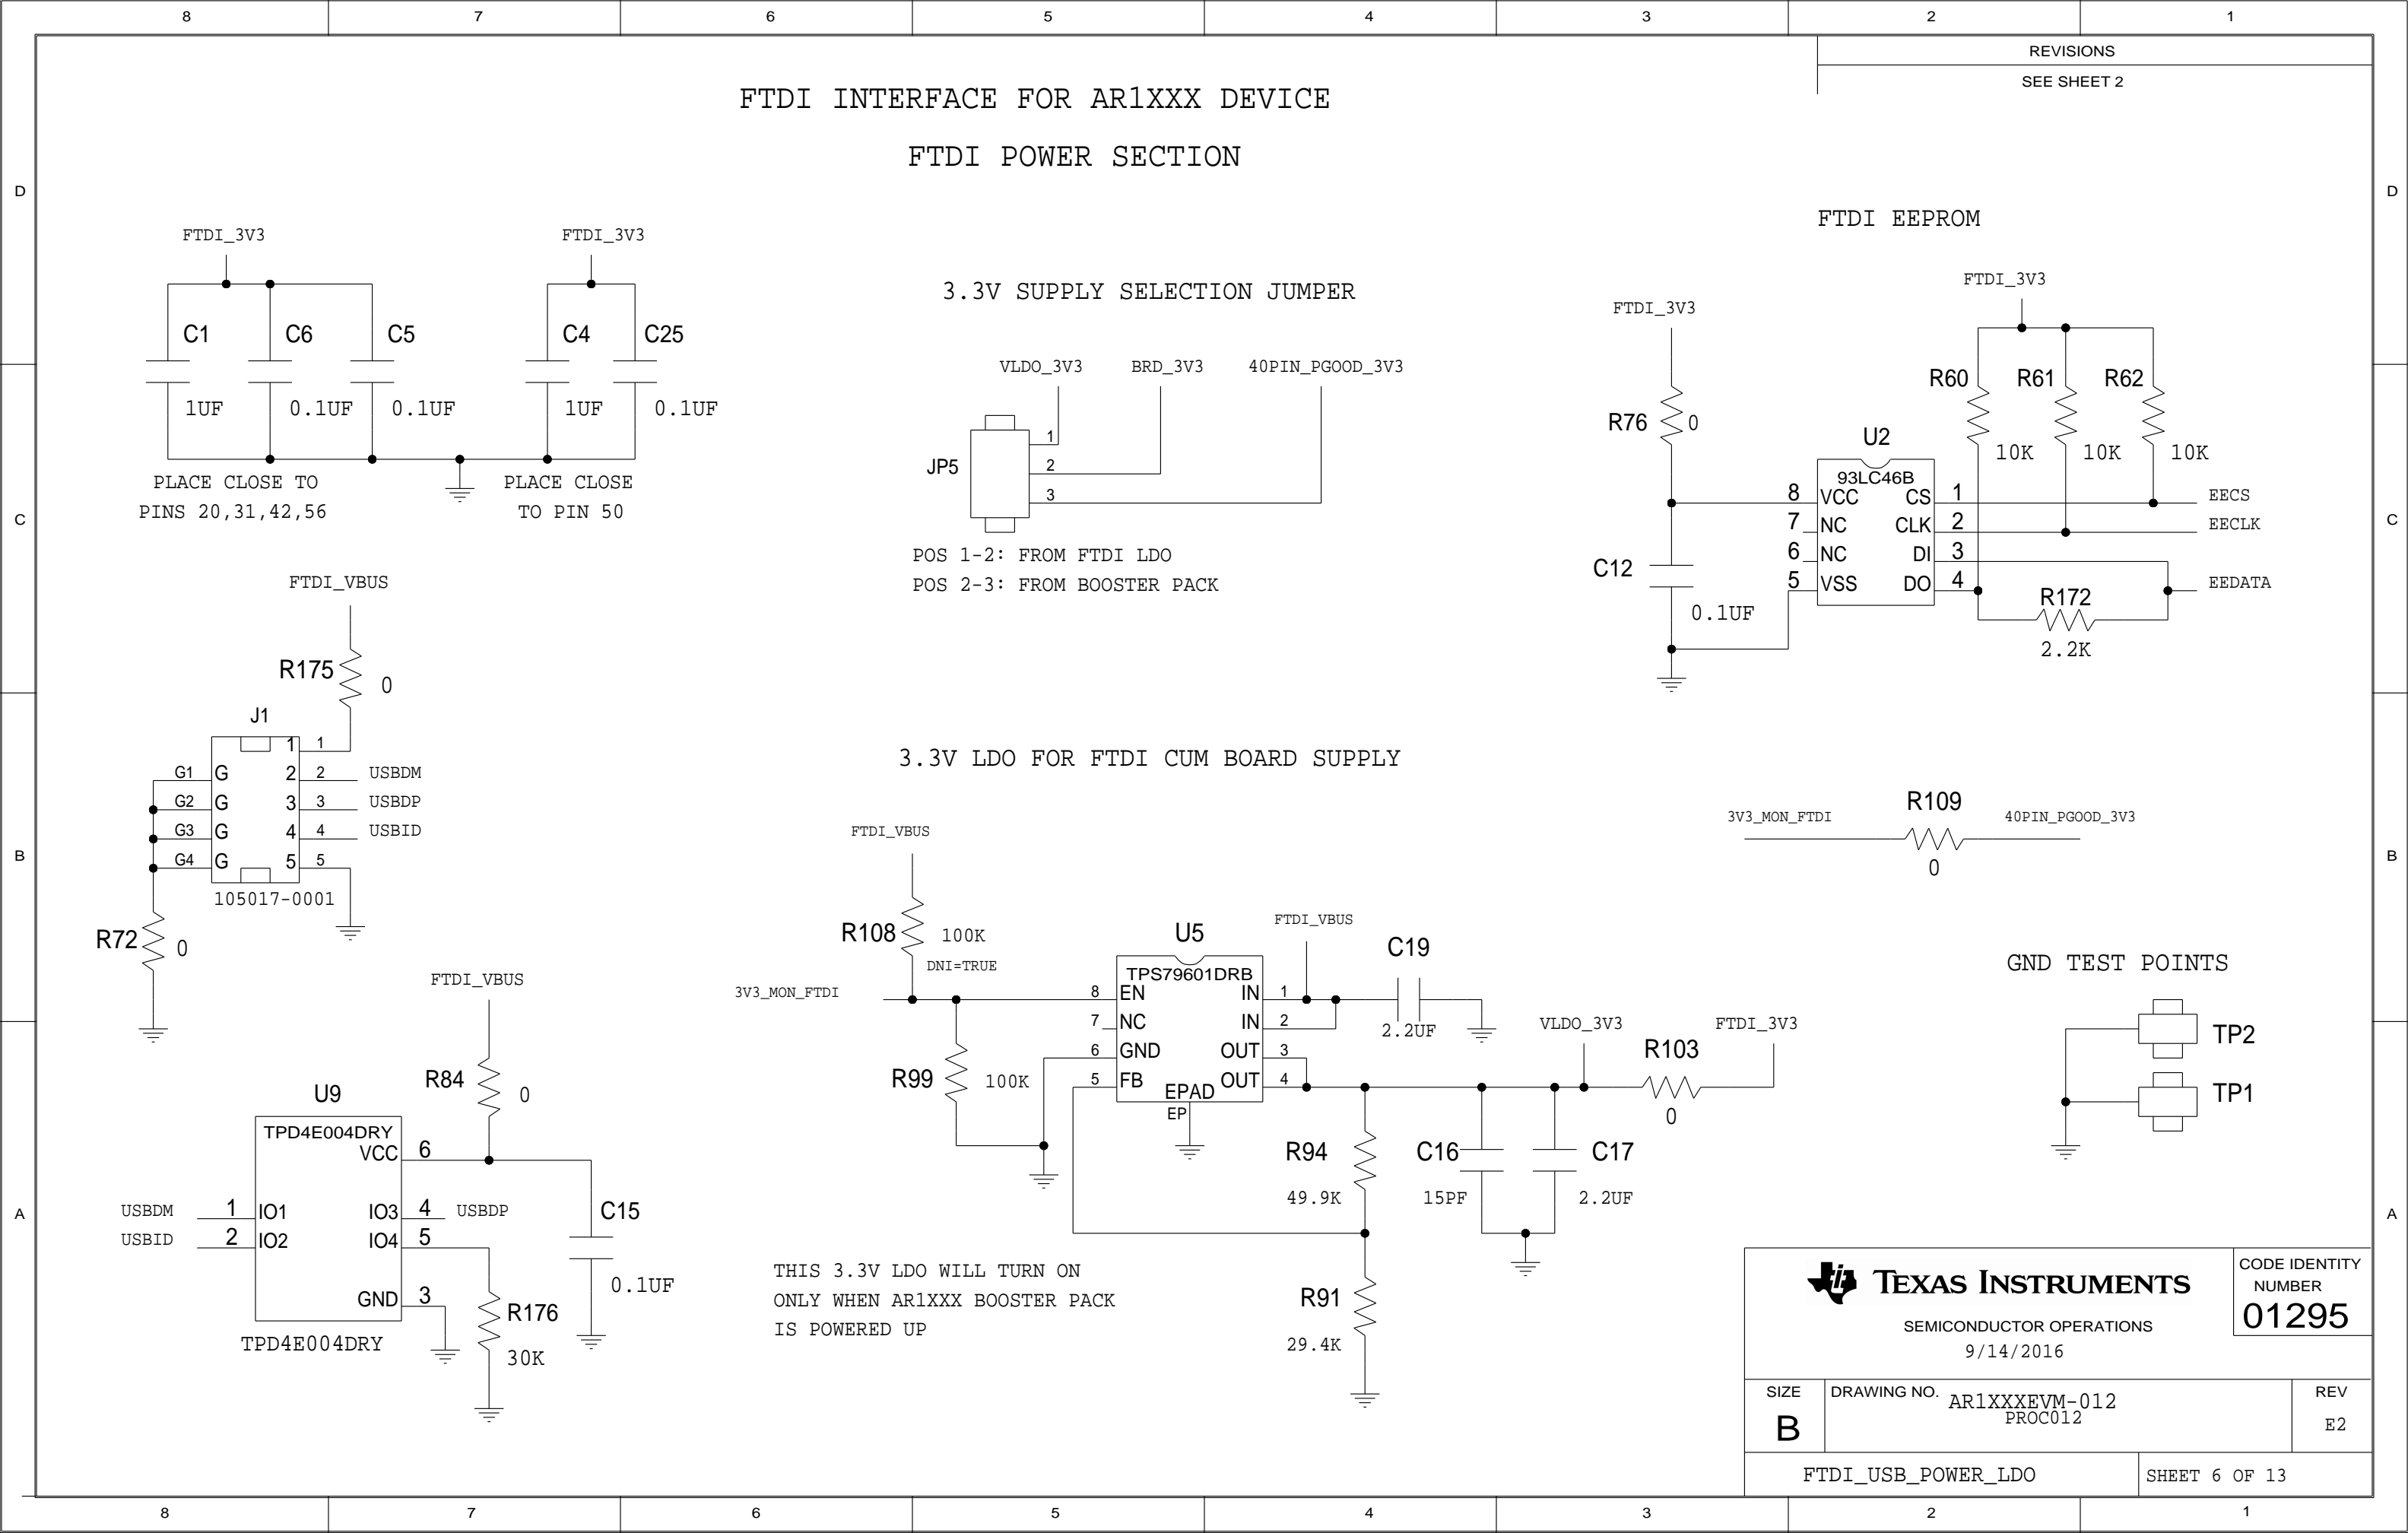 8 7 6 5 4 3 2 1
REVISIONS
SEE SHEET 2
FTDI INTERFACE FOR AR1XXX DEVICE
FTDI POWER SECTION
D D
FTDI_3V3 FTDI_3V3
C1 C6 C5 C4 C25
1UF 0.1UF 0.1UF 1UF 0.1UF
PLACE CLOSE TO
PINS 20,31,42,56
PLACE CLOSE
TO PIN 50
3.3V SUPPLY SELECTION JUMPER
VLDO_3V3 BRD_3V3 40PIN_PGOOD_3V3
JP5
1
2
3
POS 1-2: FROM FTDI LDO
POS 2-3: FROM BOOSTER PACK
FTDI EEPROM
FTDI_3V3
FTDI_3V3
R60 R61 R62
10K 10K 10K
R76 0
U2
93LC46B
8 VCC CS 1 EECS
7 NC CLK 2 EECLK
6 NC DI 3
5 VSS DO 4 EEDATA
C12
0.1UF
R172
2.2K
C C
FTDI_VBUS
R175
0
J1
1 1
G1 G 2 2 USBDM
G2 G 3 3 USBDP
G3 G 4 4 USBID
G4 G 5 5
105017-0001
R72 0
B B
3.3V LDO FOR FTDI CUM BOARD SUPPLY
FTDI_VBUS
R108 100K
DNI=TRUE
3V3_MON_FTDI
U5
TPS79601DRB
8 EN IN 1
7 NC IN 2
6 GND OUT 3
5 FB OUT 4
EPAD
EP
FTDI_VBUS
C19
2.2UF
R99 100K
VLDO_3V3 FTDI_3V3
R103
0
R94
49.9K
C16
15PF
C17
2.2UF
R91
29.4K
THIS 3.3V LDO WILL TURN ON
ONLY WHEN AR1XXX BOOSTER PACK
IS POWERED UP
3V3_MON_FTDI R109 40PIN_PGOOD_3V3
0
GND TEST POINTS
TP2
TP1
FTDI_VBUS
R84
0
U9
TPD4E004DRY
VCC 6
USBDM 1 IO1 IO3 4 USBDP
USBID 2 IO2 IO4 5
GND 3
TPD4E004DRY
C15
0.1UF
R176
30K
A A
TEXAS INSTRUMENTS
SEMICONDUCTOR OPERATIONS
9/14/2016
CODE IDENTITY
NUMBER
01295
SIZE
B
DRAWING NO.
AR1XXXEVM-012
PROC012
REV
E2
FTDI_USB_POWER_LDO
SHEET 6 OF 13
8 7 6 5 4 3 2 1